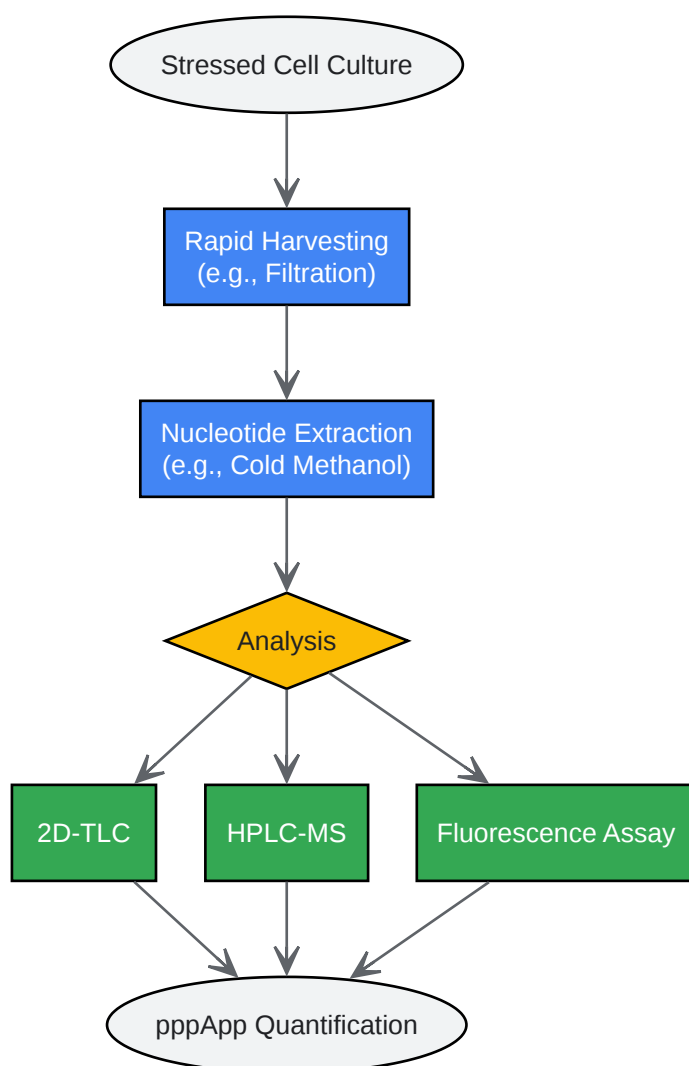 Stressed Cell Culture
Rapid Harvesting
(e.g., Filtration)
Nucleotide Extraction
(e.g., Cold Methanol)
Analysis
2D-TLC
HPLC-MS
Fluorescence Assay
pppApp Quantification